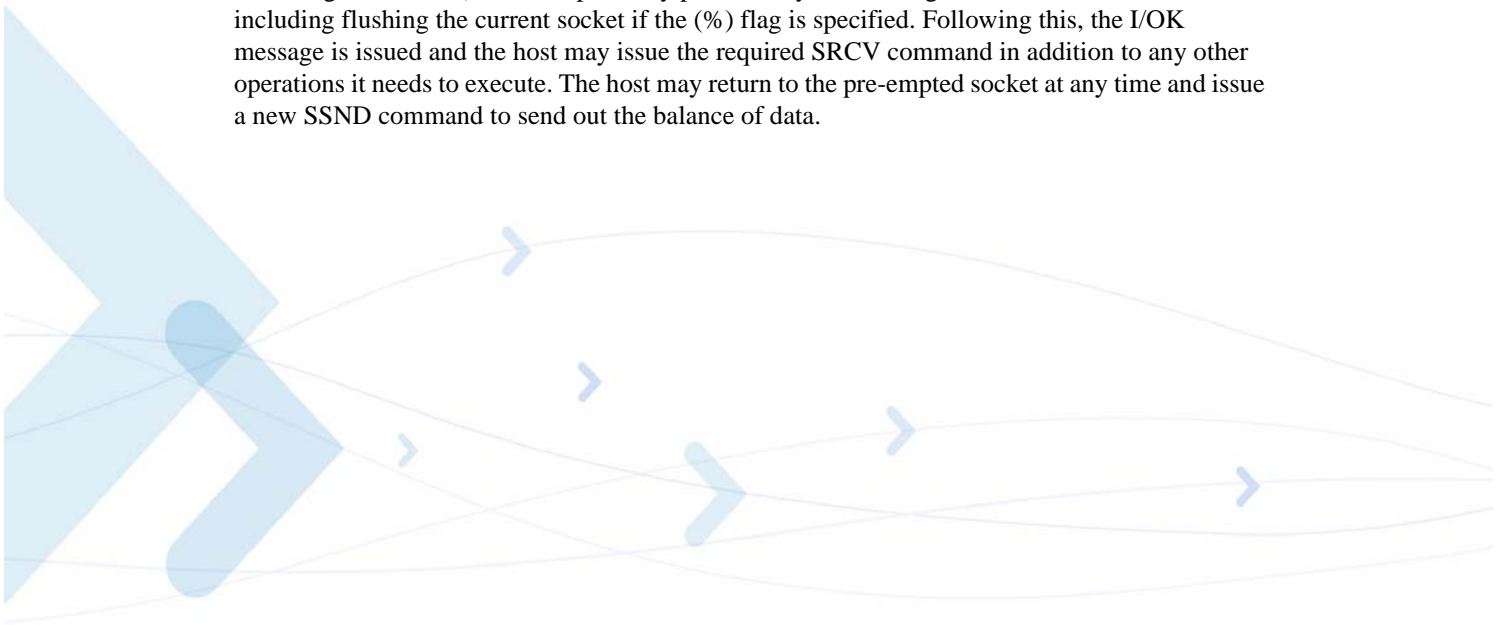 including flushing the current socket if the (%) flag is specified. Following this, the I/OK
message is issued and the host may issue the required SRCV command in addition to any other
operations it needs to execute. The host may return to the pre-empted socket at any time and issue
a new SSND command to send out the balance of data.